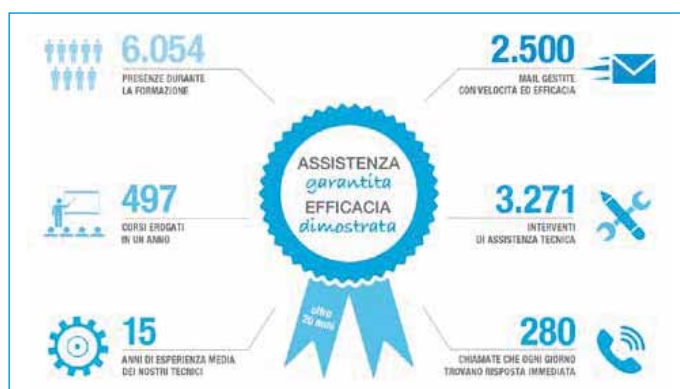 6.054
PRESENZE DURANTE
LA FORMAZIONE
2.500
MAIL GESTITE
CON VELOCITÀ ED EFFICACIA
ASSISTENZA
garantita
EFFICACIA
dimostrata
497
CORSI EROGATI
IN UN ANNO
3.271
INTERVENTI
DI ASSISTENZA TECNICA
oltre
20 anni
15
ANNI DI ESPERIENZA MEDIA
DEI NOSTRI TECNICI
280
CHIAMATE CHE OGNI GIORNO
TROVANO RISPOSTA IMMEDIATA